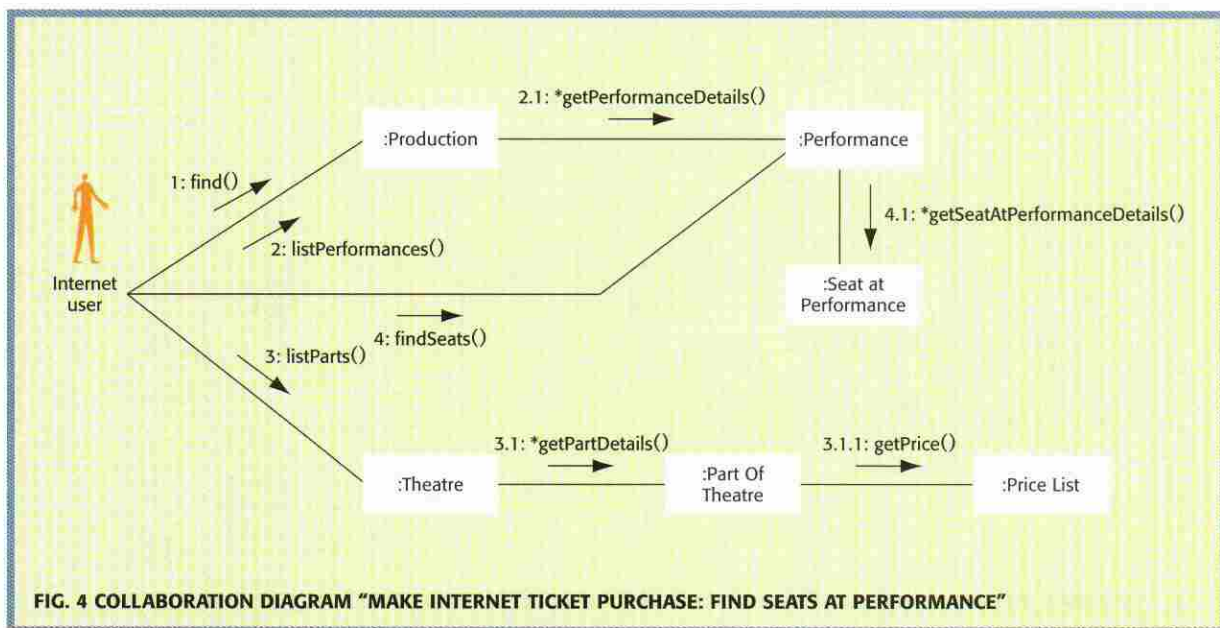 2.1: *getPerformanceDetails()
:Production
:Performance
1: find()
4.1: *getSeatAtPerformanceDetails()
2: listPerformances()
Internet
user
:Seat at
Performance
4: findSeats()
3: listParts()
3.1: *getPartDetails()
3.1.1: getPrice()
:Theatre
:Part Of
Theatre
:Price List
FIG. 4 COLLABORATION DIAGRAM "MAKE INTERNET TICKET PURCHASE: FIND SEATS AT PERFORMANCE"